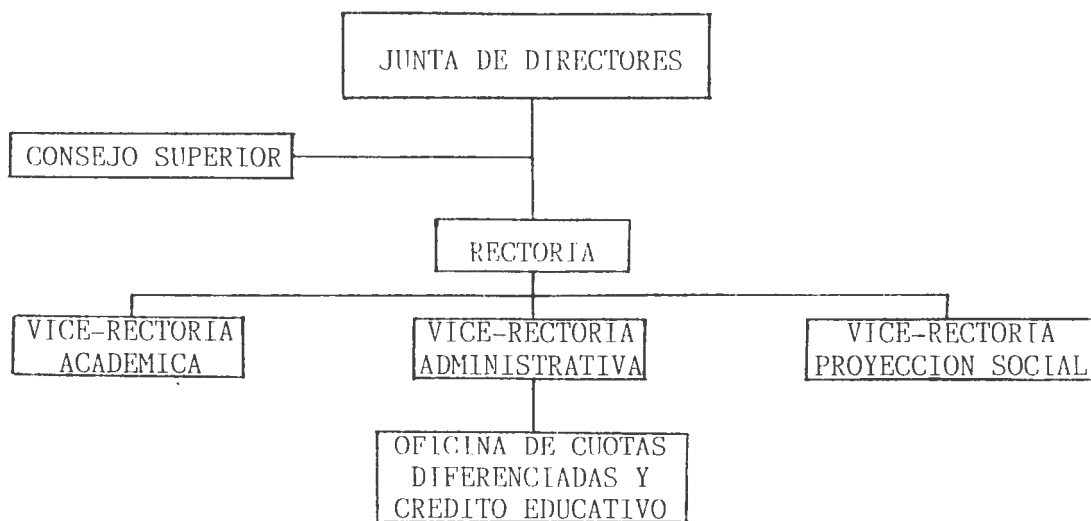 JUNTA DE DIRECTORES
CONSEJO SUPERIOR
RECTORIA
VICE-RECTORIA
ACADEMICA
VICE-RECTORIA
ADMINISTRATIVA
VICE-RECTORIA
PROYECCION SOCIAL
OFICINA DE CUOTAS
DIFERENCIADAS Y
CREDITO EDUCATIVO